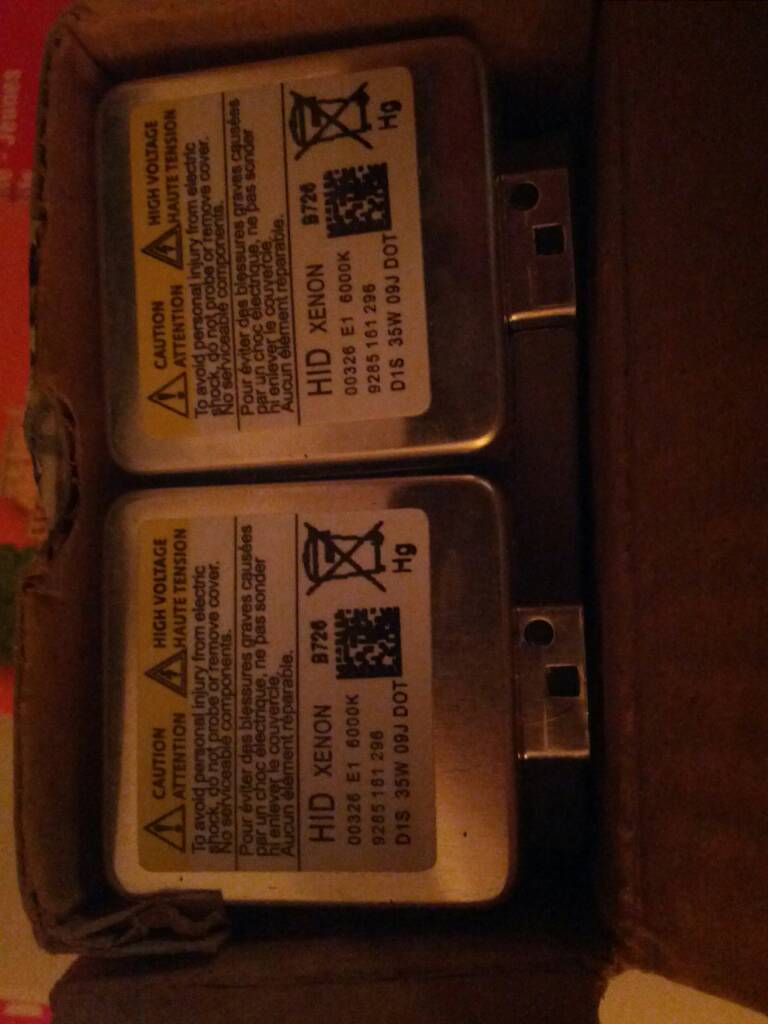 CAUTION
ATTENTION
HIGH VOLTAGE
HAUTE TENSION
To avoid personal injury from electric
shock, do not probe or remove cover.
No serviceable components.
Pour éviter des blessures graves causées
par un choc électrique, ne pas sonder
ni enlever le couvercle.
Aucun élément réparable.
HID XENON
B726
00326 E1 6000K
9285 161 296
D1S 35W 09J DOT
Hg
CAUTION
ATTENTION
HIGH VOLTAGE
HAUTE TENSION
To avoid personal injury from electric
shock, do not probe or remove cover.
No serviceable components.
Pour éviter des blessures graves causées
par un choc électrique, ne pas sonder
ni enlever le couvercle.
Aucun élément réparable.
HID XENON
B726
00326 E1 6000K
9285 161 296
D1S 35W 09J DOT
Hg